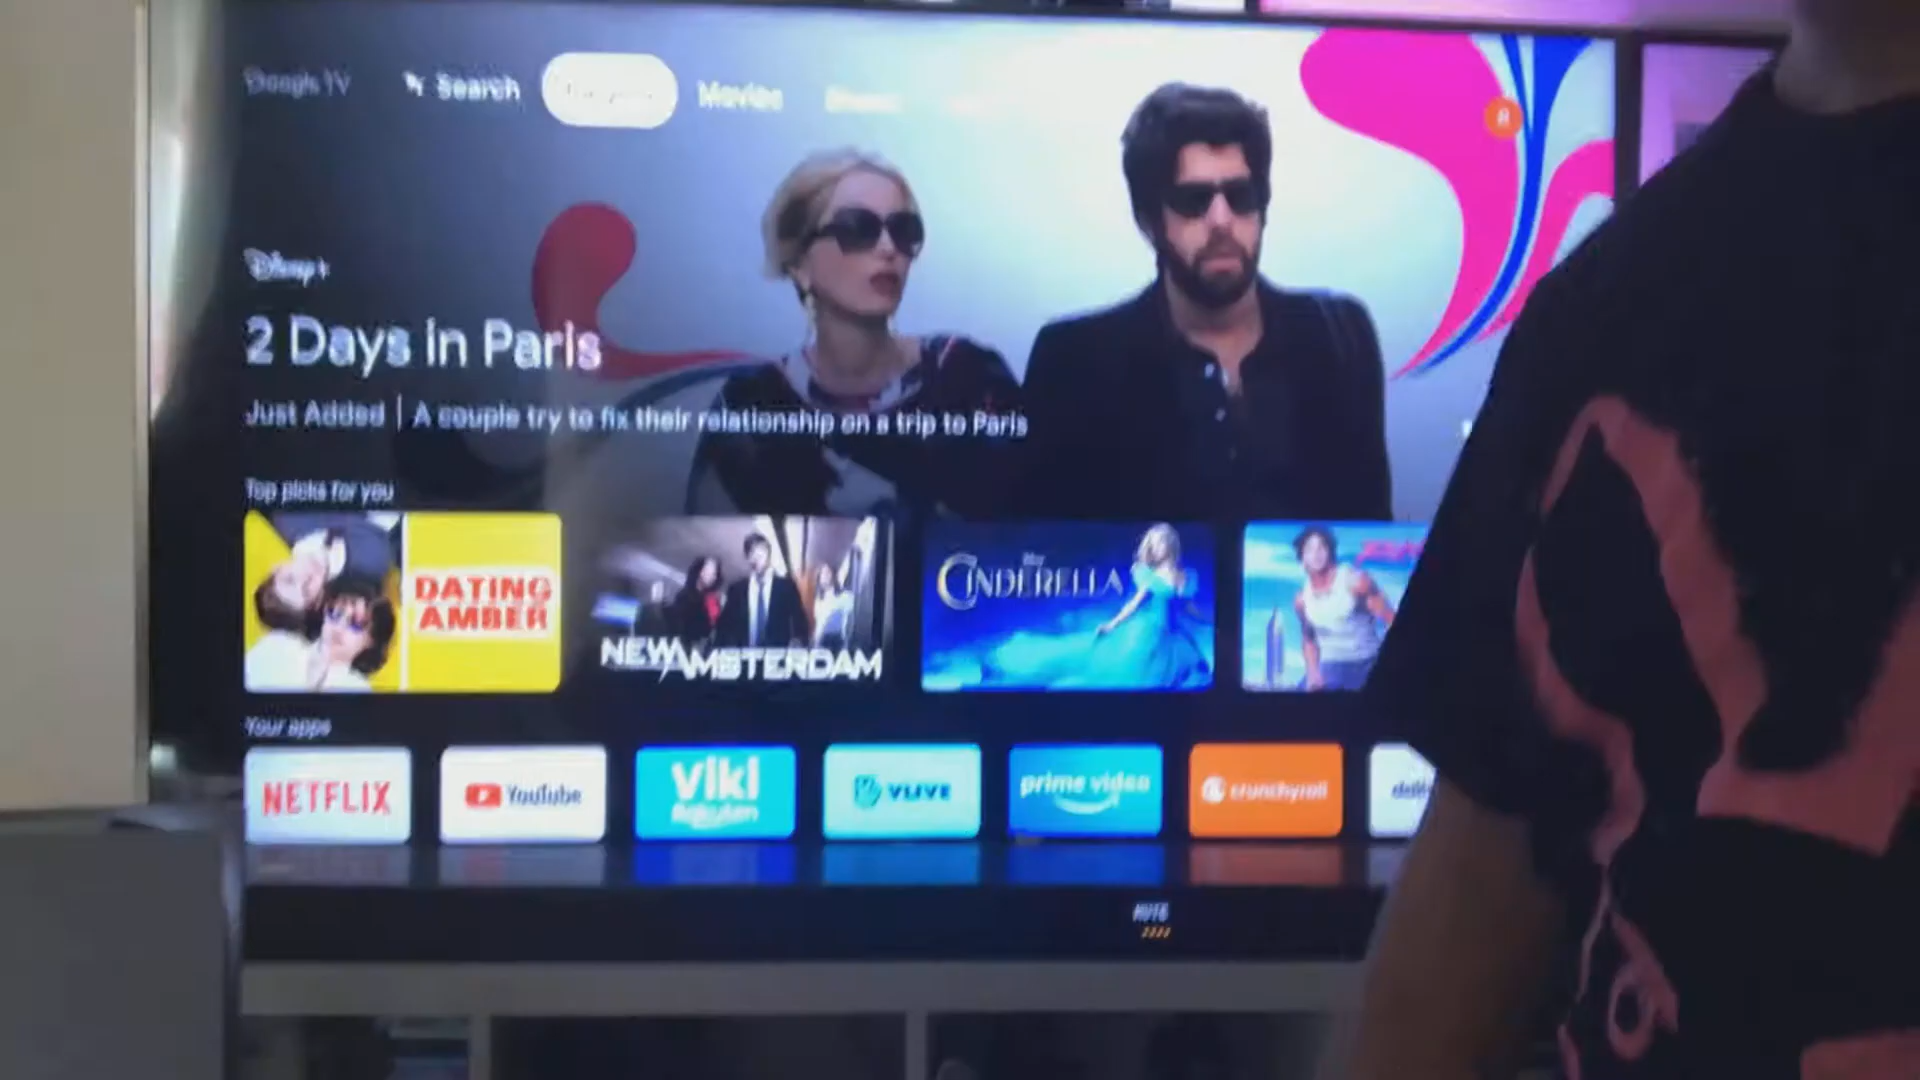 Google TV Search Movies
Disney+
2 Days in Paris
Just Added | A couple try to fix their relationship on a trip to Paris
Top picks for you
DATING AMBER
NEW AMSTERDAM
Disney CINDERELLA
Your apps
NETFLIX
YouTube
Viki Rakuten
VLIVE
prime video
crunchyroll